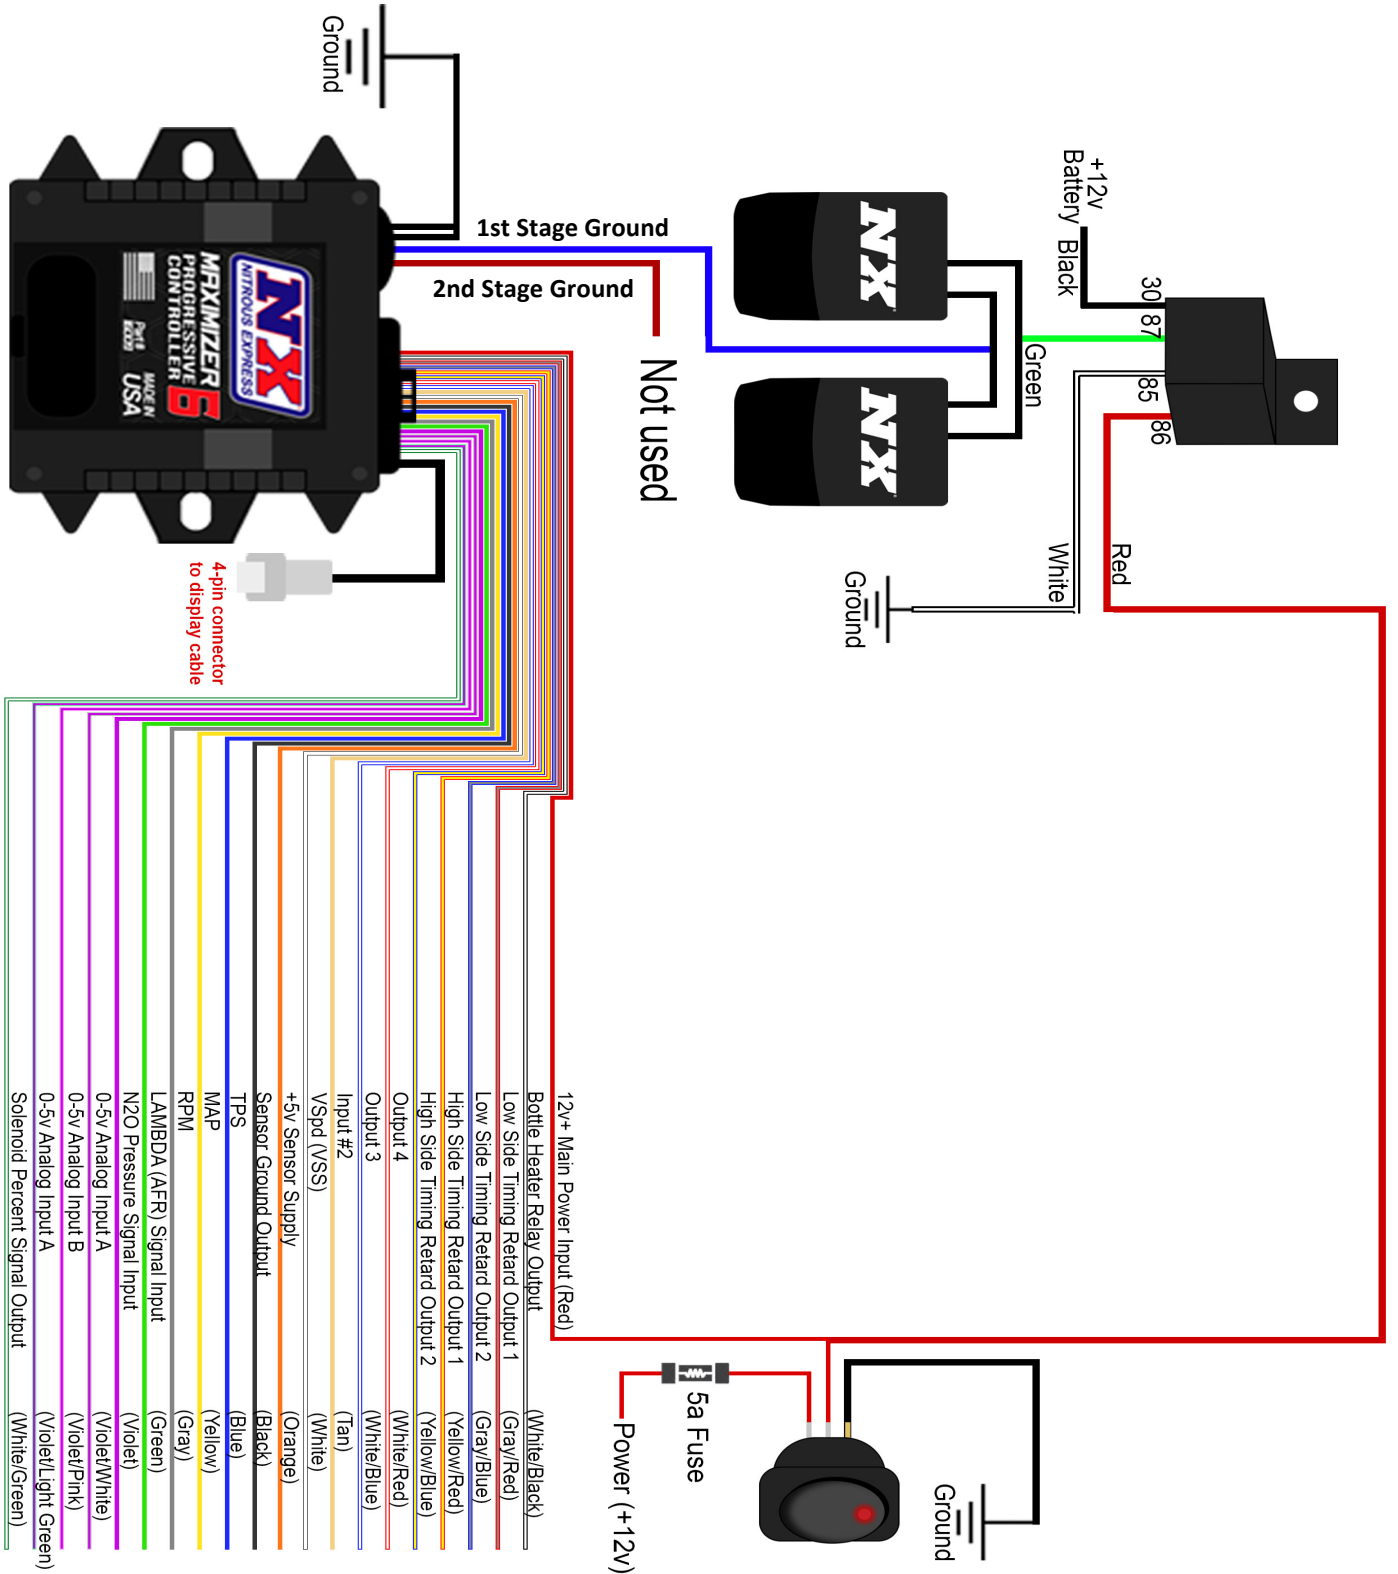 Ground
1st Stage Ground
2nd Stage Ground
Not used
+12v
Battery
Black
30
87
85
86
Green
Red
White
Ground
NX
NX
NX
NITROUS EXPRESS
MAXIMIZER 6
PROGRESSIVE
CONTROLLER
Part #
MADE IN
USA
4-pin connector
to display cable
12v+ Main Power Input (Red)
Bottle Heater Relay Output (White/Black)
Low Side Timing Retard Output 1 (Gray/Red)
Low Side Timing Retard Output 2 (Gray/Blue)
High Side Timing Retard Output 1 (Yellow/Red)
High Side Timing Retard Output 2 (Yellow/Blue)
Output 4 (White/Red)
Output 3 (White/Blue)
Input #2 (Tan)
VSpd (VSS) (White)
+5v Sensor Supply (Orange)
Sensor Ground Output (Black)
TPS (Blue)
MAP (Yellow)
RPM (Gray)
LAMBDA (AFR) Signal Input (Green)
N2O Pressure Signal Input (Violet)
0-5v Analog Input A (Violet/White)
0-5v Analog Input B (Violet/Pink)
0-5v Analog Input A (Violet/Light Green)
Solenoid Percent Signal Output (White/Green)
5a Fuse
Power (+12v)
Ground